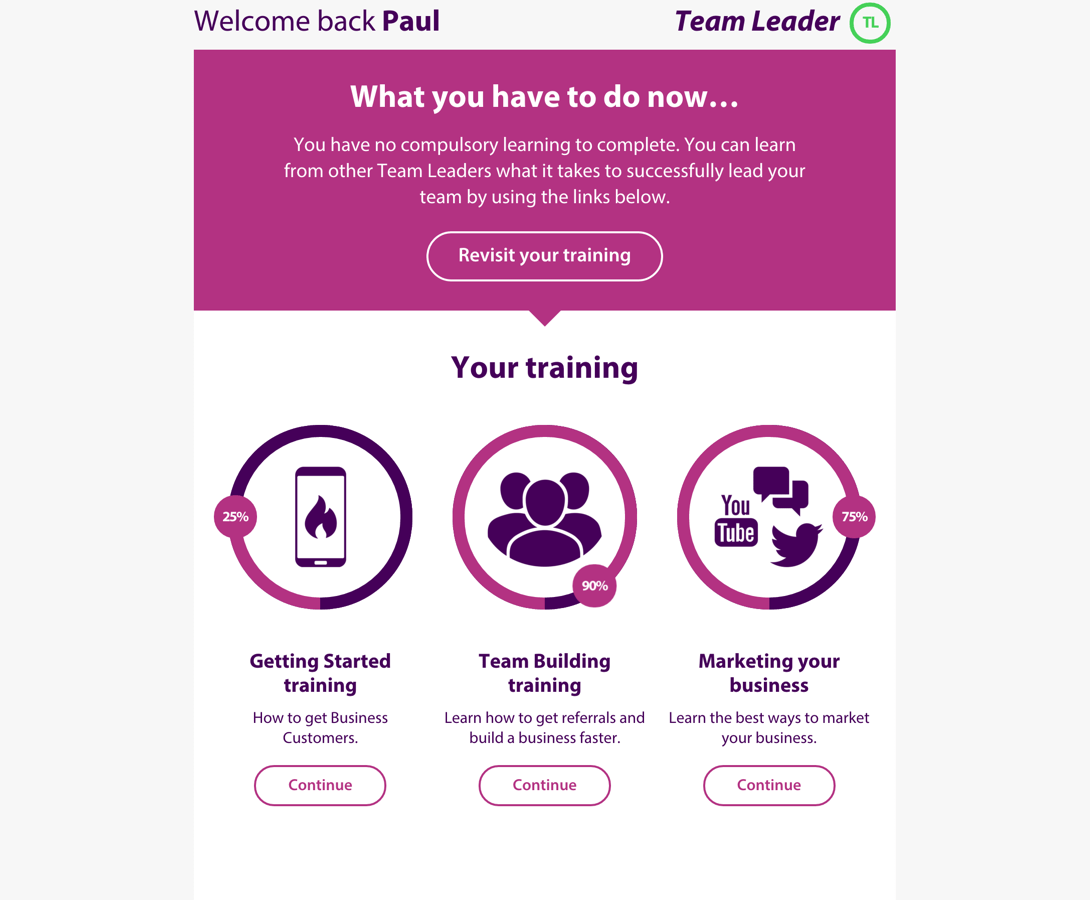 Welcome back Paul
Team Leader TL
What you have to do now...
You have no compulsory learning to complete. You can learn
from other Team Leaders what it takes to successfully lead your
team by using the links below.
Revisit your training
Your training
25%
90%
You
Tube
75%
Getting Started
training
How to get Business
Customers.
Continue
Team Building
training
Learn how to get referrals and
build a business faster.
Continue
Marketing your
business
Learn the best ways to market
your business.
Continue